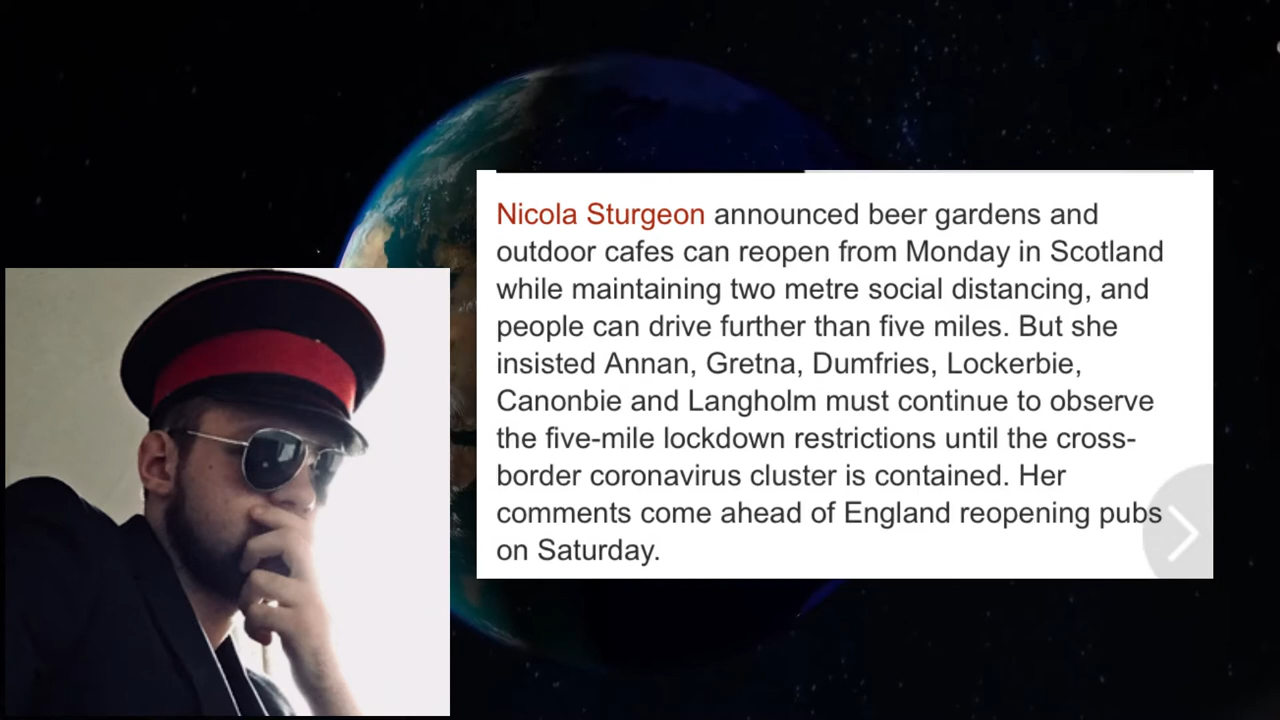 Nicola Sturgeon announced beer gardens and
outdoor cafes can reopen from Monday in Scotland
while maintaining two metre social distancing, and
people can drive further than five miles. But she
insisted Annan, Gretna, Dumfries, Lockerbie,
Canonbie and Langholm must continue to observe
the five-mile lockdown restrictions until the cross-
border coronavirus cluster is contained. Her
comments come ahead of England reopening pubs
on Saturday.